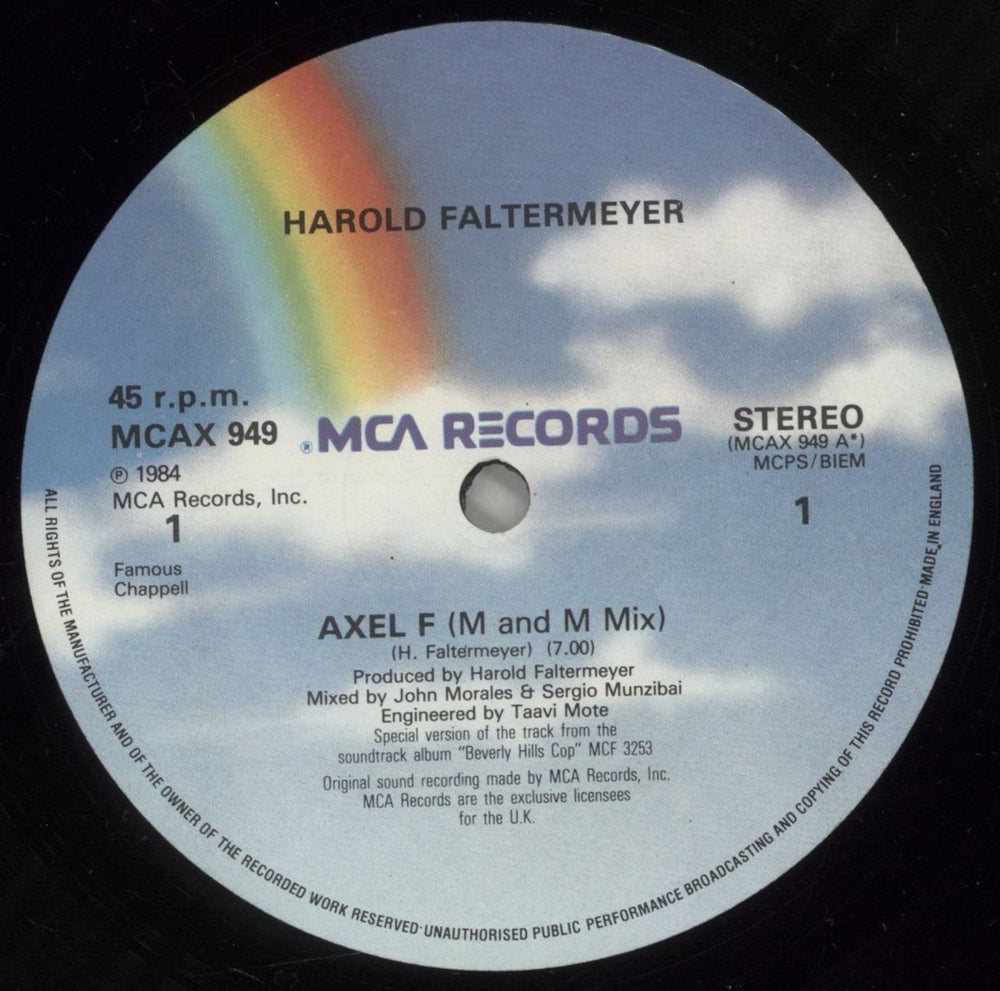 HAROLD FALTERMEYER
45 r.p.m.
MCAX 949
® MCA RECORDS
STEREO
(MCAX 949 A*)
MCPS/BIEM
℗ 1984
MCA Records, Inc.
1
1
Famous
Chappell
AXEL F (M and M Mix)
(H. Faltermeyer) (7.00)
Produced by Harold Faltermeyer
Mixed by John Morales & Sergio Munzibai
Engineered by Taavi Mote
Special version of the track from the
soundtrack album "Beverly Hills Cop" MCF 3253
Original sound recording made by MCA Records, Inc.
MCA Records are the exclusive licensees
for the U.K.
ALL RIGHTS OF THE MANUFACTURER AND OF THE OWNER OF THE RECORDED WORK RESERVED·UNAUTHORISED PUBLIC PERFORMANCE BROADCASTING AND COPYING OF THIS RECORD PROHIBITED·MADE IN ENGLAND